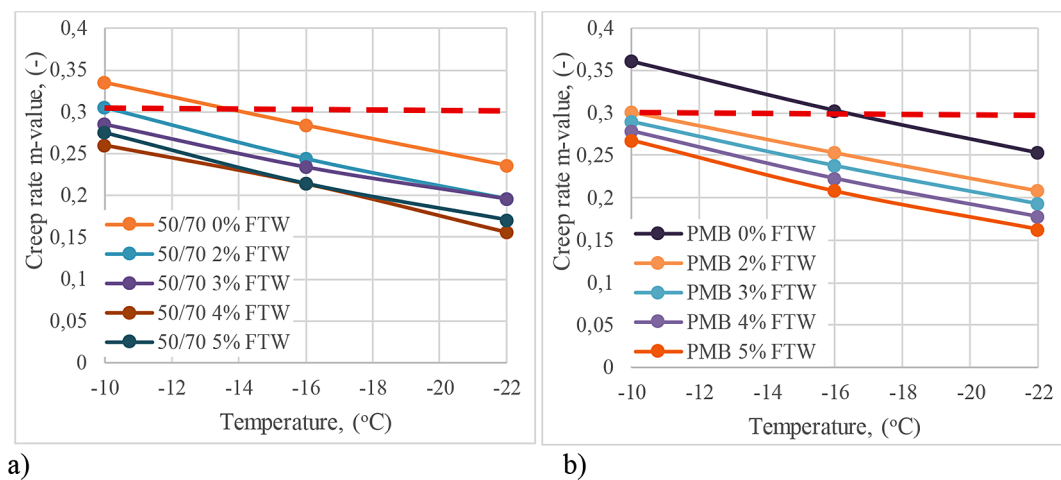 0,4
0,35
0,3
0,25
0,2
0,15
0,1
0,05
0
Creep rate m-value, (-)
50/70 0% FTW
50/70 2% FTW
50/70 3% FTW
50/70 4% FTW
50/70 5% FTW
-10 -12 -14 -16 -18 -20 -22
Temperature, (°C)
a)
0,4
0,35
0,3
0,25
0,2
0,15
0,1
0,05
0
Creep rate m-value, (-)
PMB 0% FTW
PMB 2% FTW
PMB 3% FTW
PMB 4% FTW
PMB 5% FTW
-10 -12 -14 -16 -18 -20 -22
Temperature, (°C)
b)